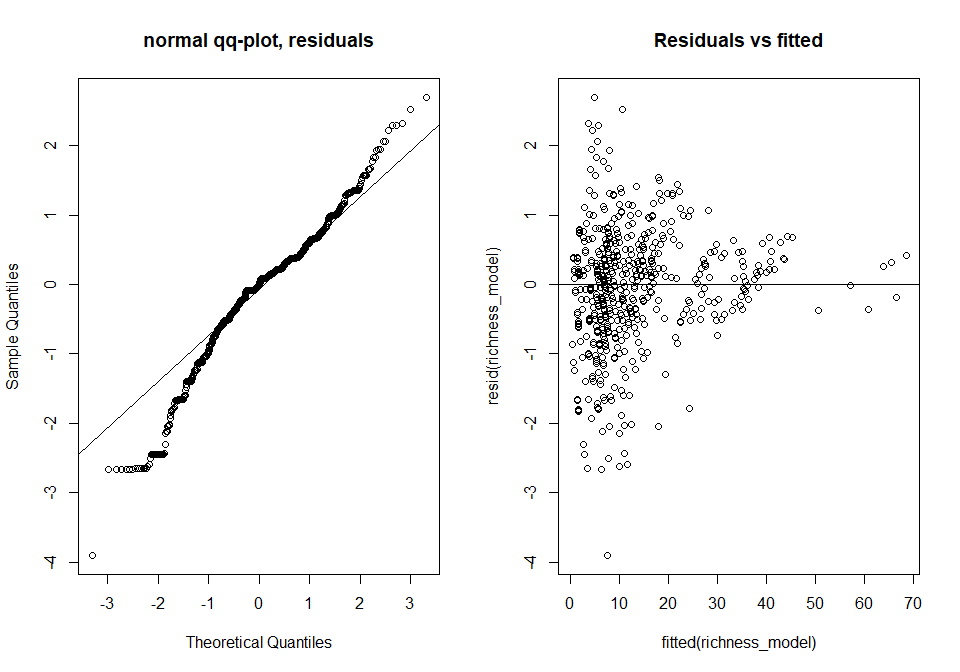 normal qq-plot, residuals
Sample Quantiles
2
1
0
-1
-2
-3
-4
-3 -2 -1 0 1 2 3
Theoretical Quantiles
Residuals vs fitted
resid(richness_model)
2
1
0
-1
-2
-3
-4
0 10 20 30 40 50 60 70
fitted(richness_model)